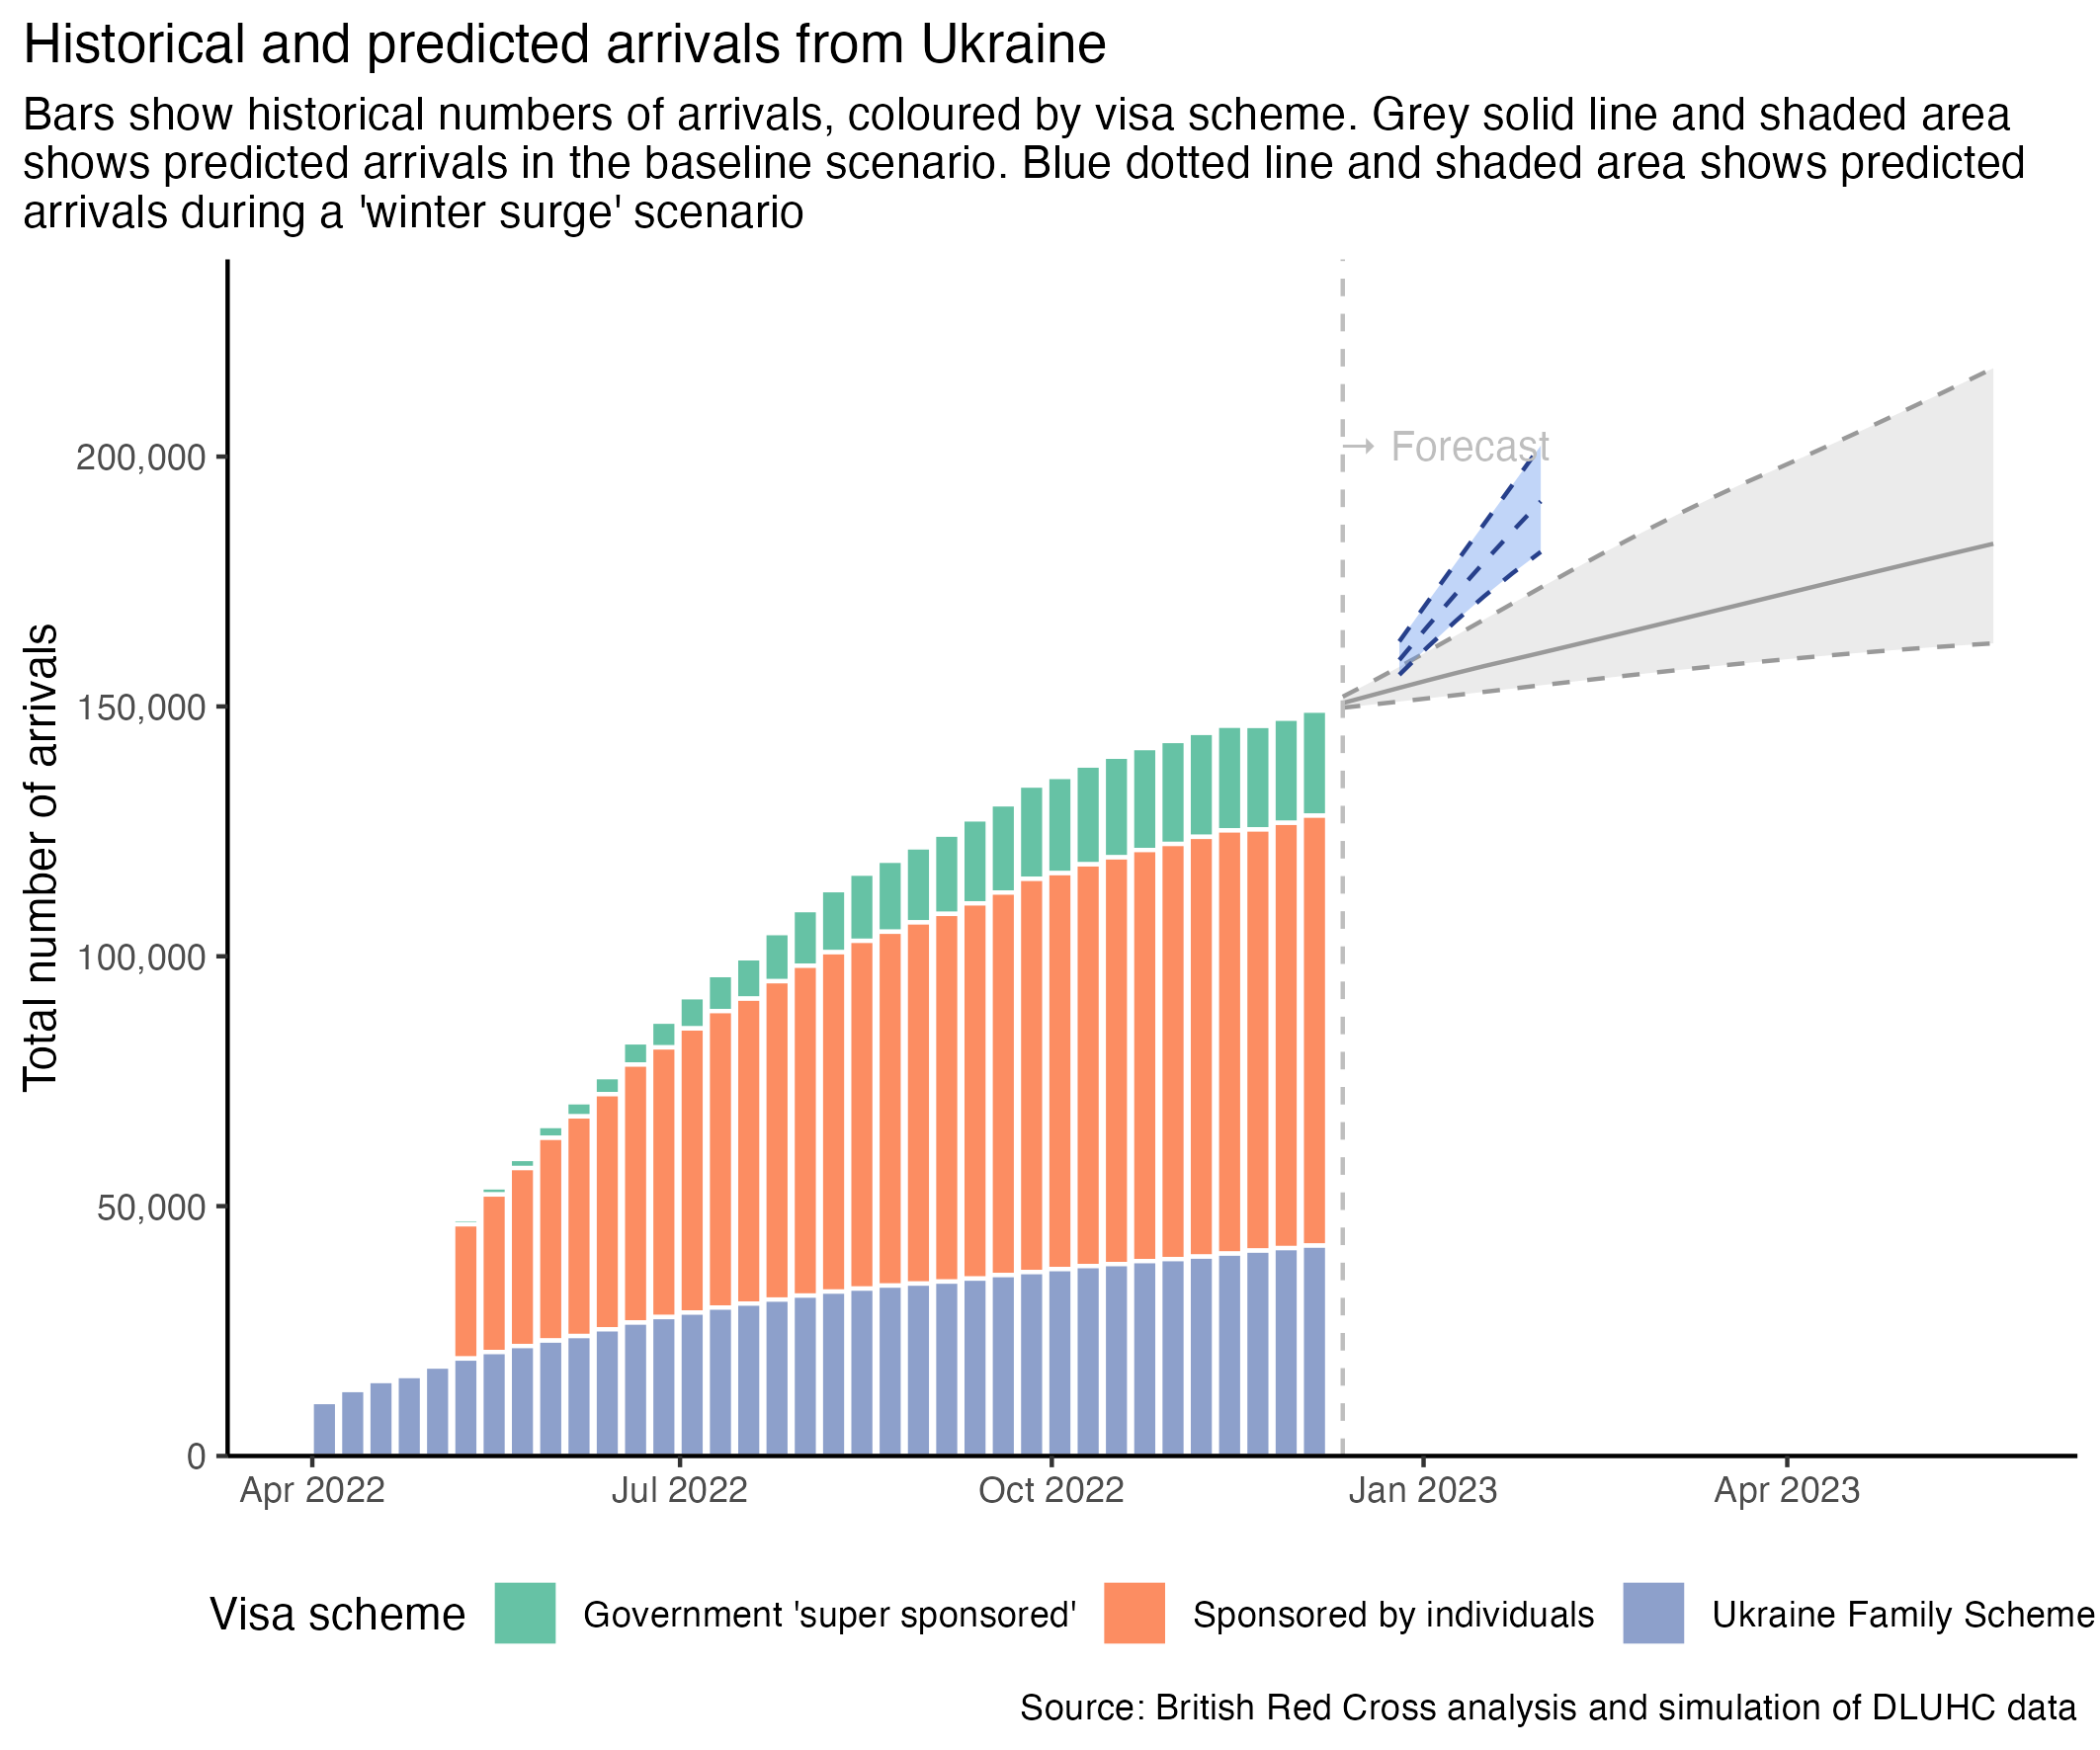 Historical and predicted arrivals from Ukraine
Bars show historical numbers of arrivals, coloured by visa scheme. Grey solid line and shaded area
shows predicted arrivals in the baseline scenario. Blue dotted line and shaded area shows predicted
arrivals during a 'winter surge' scenario
Total number of arrivals
200,000
150,000
100,000
50,000
0
Forecast
Apr 2022
Jul 2022
Oct 2022
Jan 2023
Apr 2023
Visa scheme
Government 'super sponsored'
Sponsored by individuals
Ukraine Family Scheme
Source: British Red Cross analysis and simulation of DLUHC data